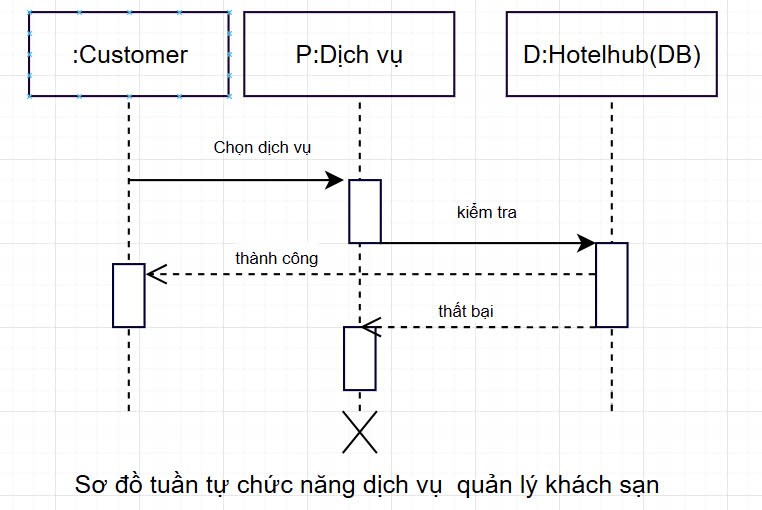 :Customer
P:Dịch vụ
D:Hotelhub(DB)
Chọn dịch vụ
kiểm tra
thành công
thất bại
Sơ đồ tuần tự chức năng dịch vụ  quản lý khách sạn